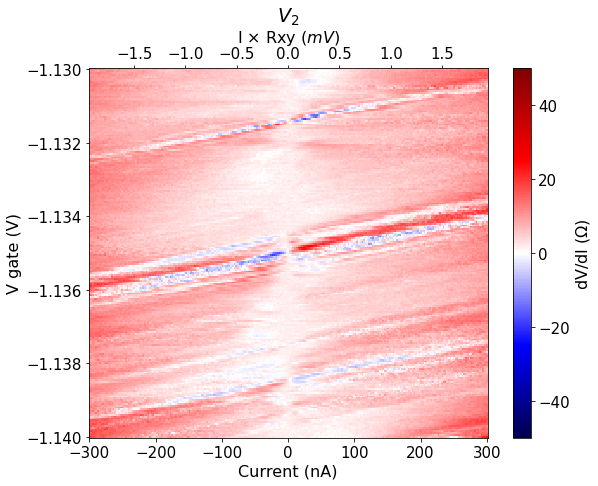 V2
I × Rxy (mV)
−1.5 −1.0 −0.5 0.0 0.5 1.0 1.5
−1.130
−1.132
−1.134
−1.136
−1.138
−1.140
V gate (V)
−300 −200 −100 0 100 200 300
Current (nA)
40
20
0
−20
−40
dV/dI (Ω)